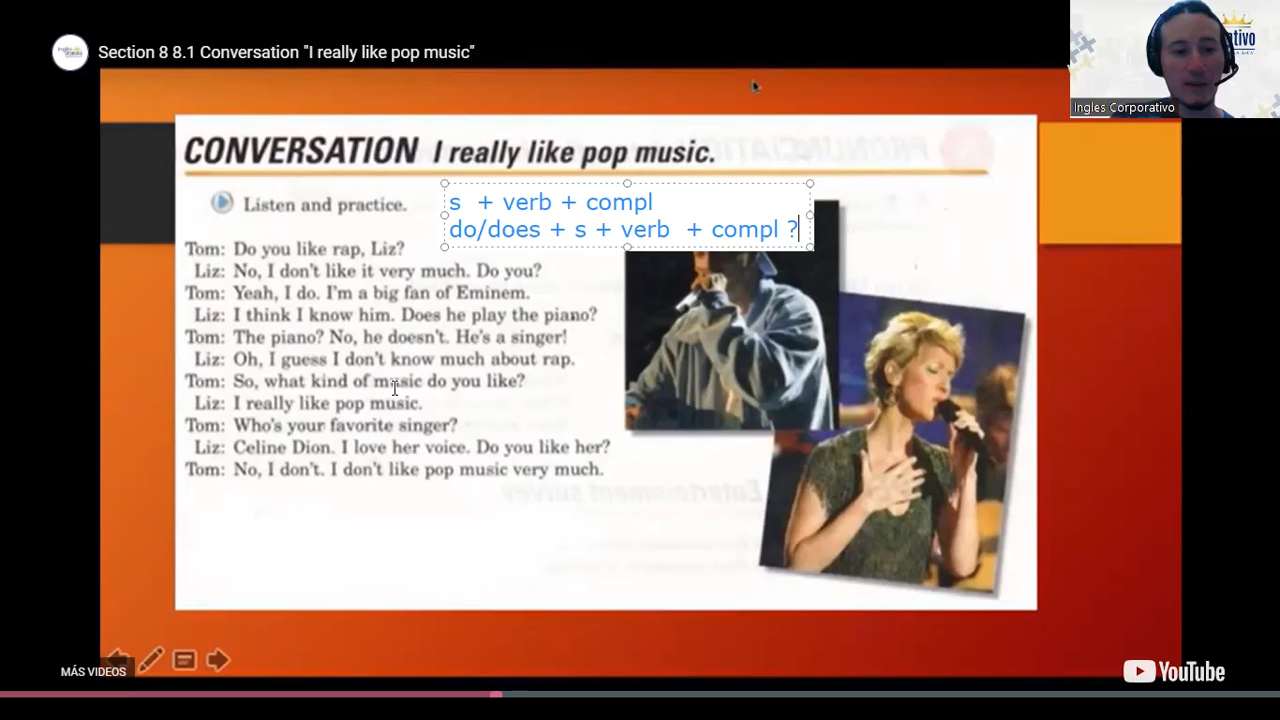 Section 8 8.1 Conversation "I really like pop music"
Ingles Corporativo
CONVERSATION I really like pop music.
Listen and practice.
s + verb + compl
do/does + s + verb + compl ?
Tom: Do you like rap, Liz?
Liz: No, I don't like it very much. Do you?
Tom: Yeah, I do. I'm a big fan of Eminem.
Liz: I think I know him. Does he play the piano?
Tom: The piano? No, he doesn't. He's a singer!
Liz: Oh, I guess I don't know much about rap.
Tom: So, what kind of music do you like?
Liz: I really like pop music.
Tom: Who's your favorite singer?
Liz: Celine Dion. I love her voice. Do you like her?
Tom: No, I don't. I don't like pop music very much.
MÁS VIDEOS
YouTube